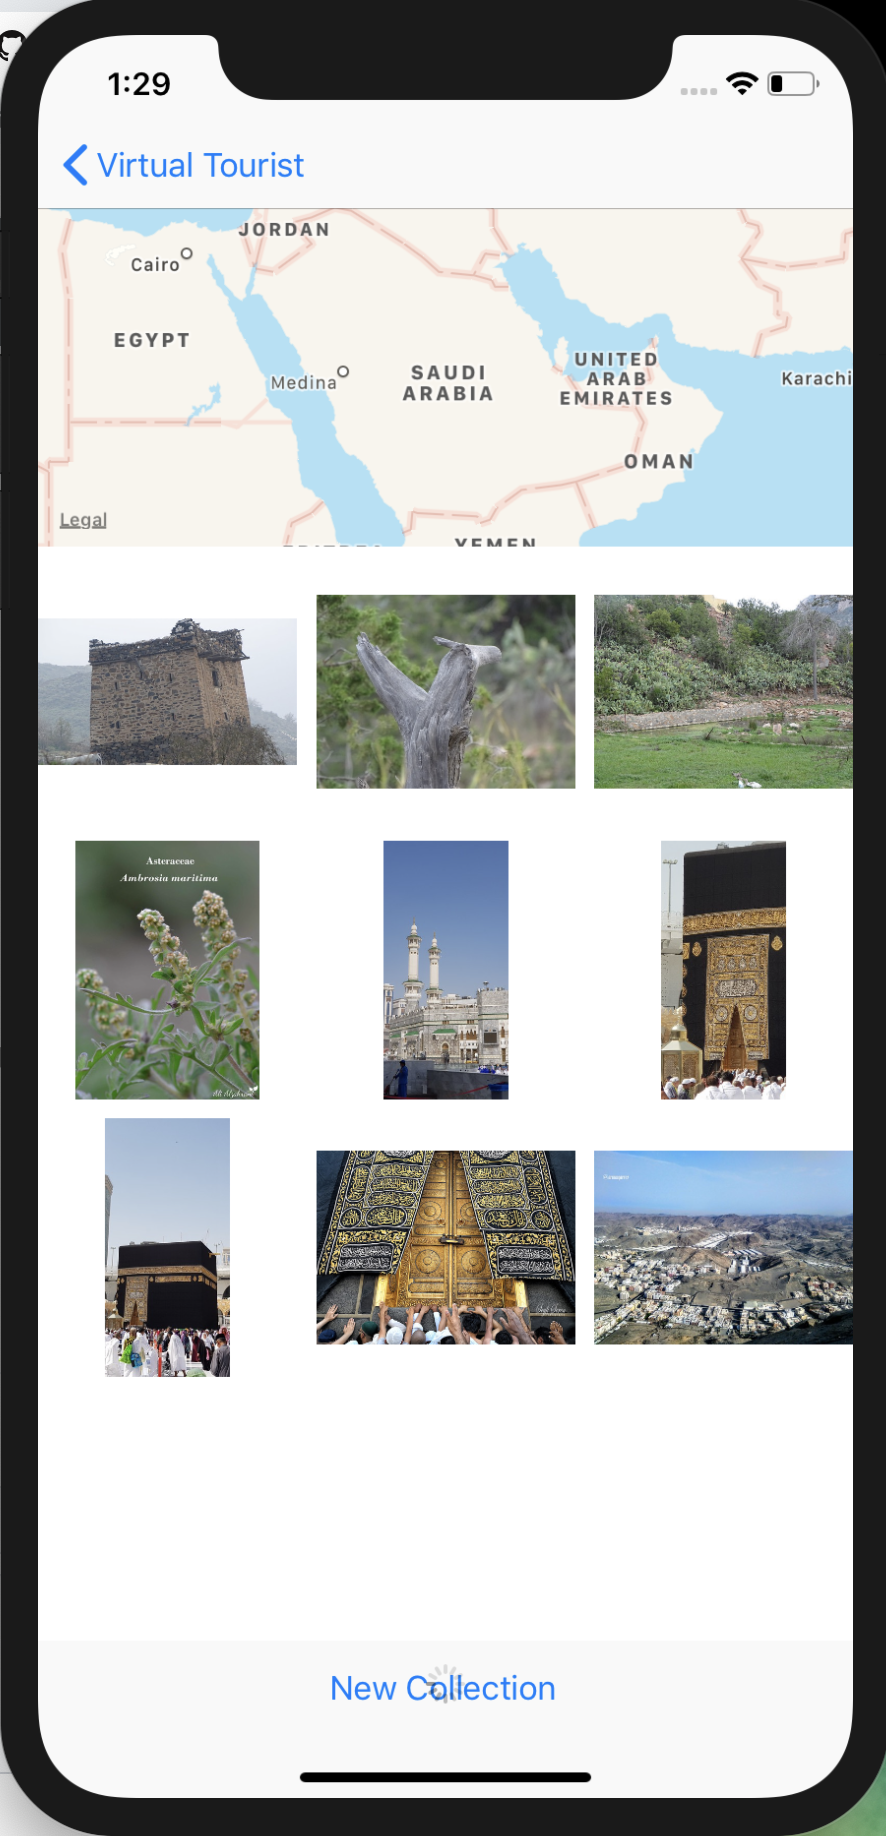 1:29
Virtual Tourist
JORDAN
Cairo
EGYPT
Medina
SAUDI
ARABIA
UNITED
ARAB
EMIRATES
Karachi
OMAN
Legal
YEMEN
Asteraceae
Ambrosia maritima
New Collection